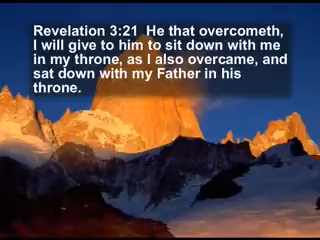 Revelation 3:21  He that overcometh,
I will give to him to sit down with me
in my throne, as I also overcame, and
sat down with my Father in his
throne.